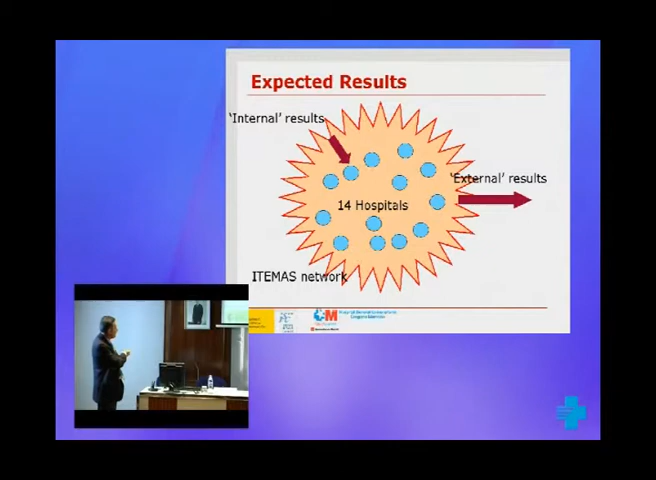 Expected Results
'Internal' results
'External' results
14 Hospitals
ITEMAS network